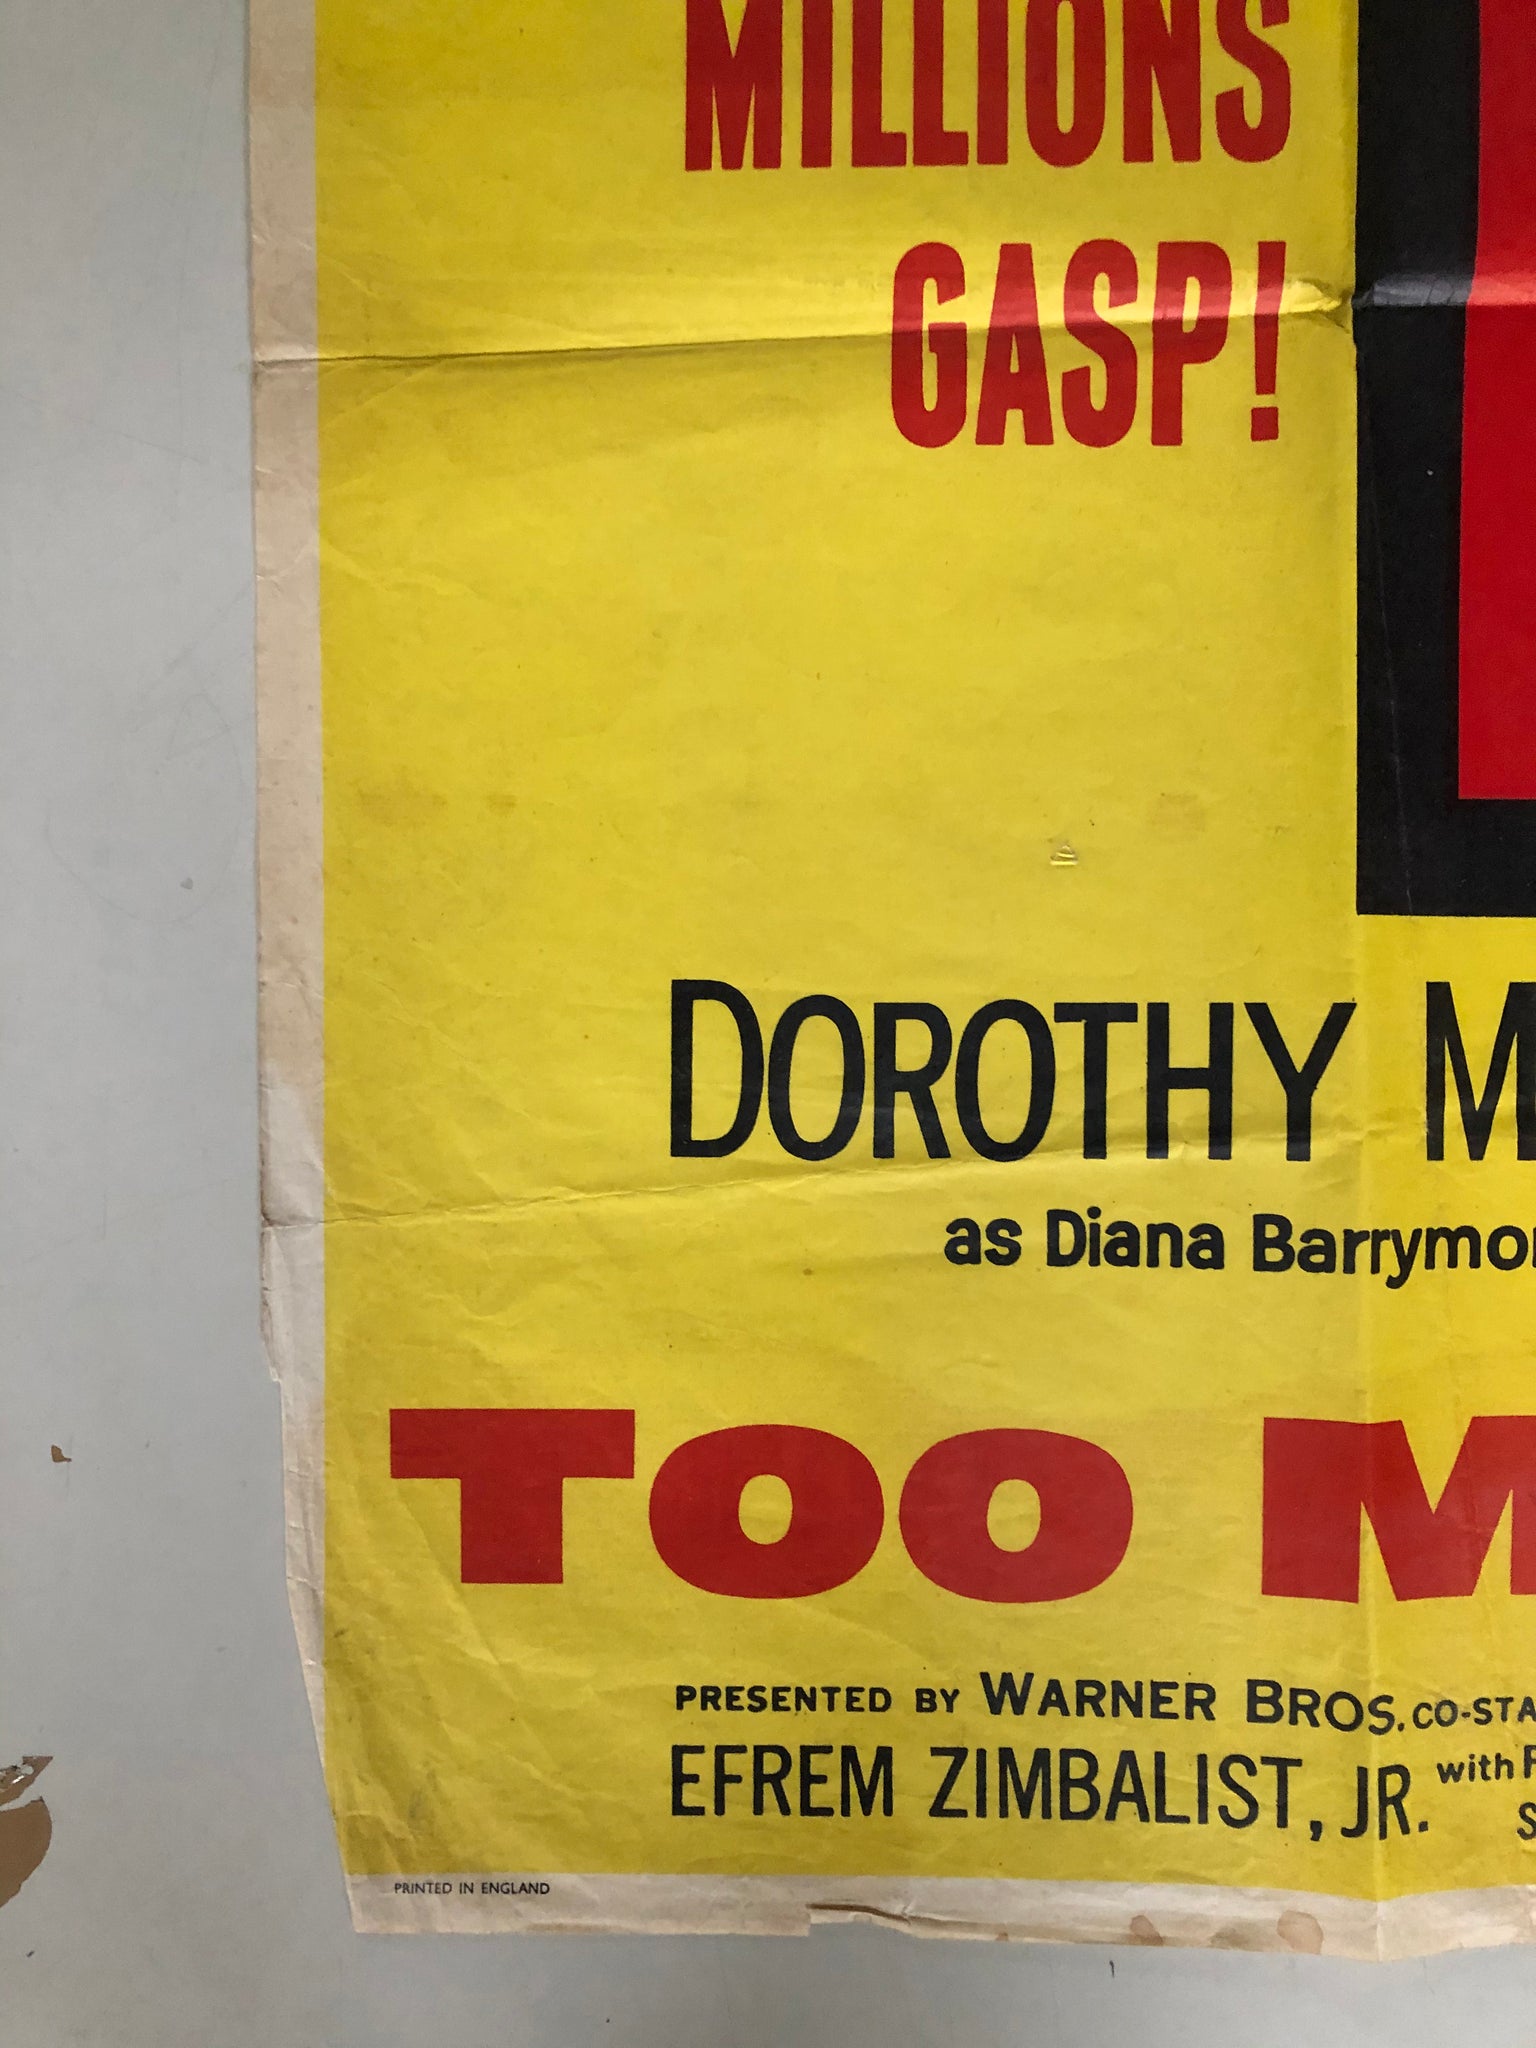 MILLIONS
GASP!
DOROTHY M
as Diana Barrymo
TOO M
PRESENTED BY WARNER BROS. CO-STA
EFREM ZIMBALIST, JR. with
PRINTED IN ENGLAND